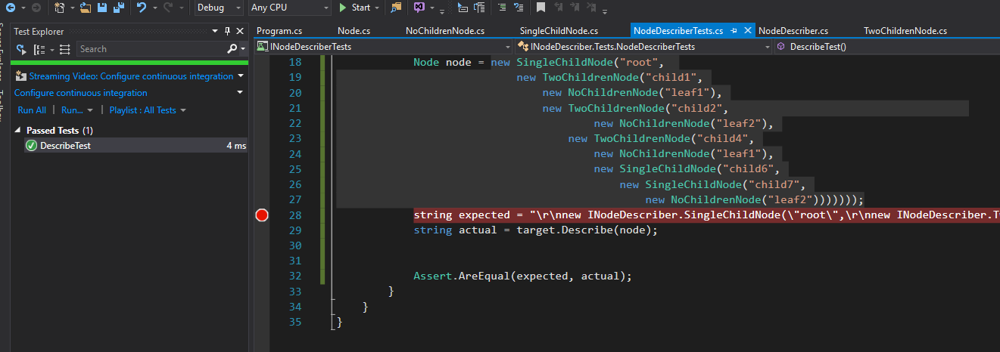 Debug
Any CPU
Start
Test Explorer
Search
Streaming Video: Configure continuous integration
Configure continuous integration
Run All | Run... | Playlist : All Tests
Passed Tests (1)
DescribeTest 4 ms
Program.cs Node.cs NoChildrenNode.cs SingleChildNode.cs NodeDescriberTests.cs NodeDescriber.cs TwoChildrenNode.cs
INodeDescriberTests INodeDescriber.Tests.NodeDescriberTests DescribeTest()
18 Node node = new SingleChildNode("root",
19 new TwoChildrenNode("child1",
20 new NoChildrenNode("leaf1"),
21 new TwoChildrenNode("child2",
22 new NoChildrenNode("leaf2"),
23 new TwoChildrenNode("child4",
24 new NoChildrenNode("leaf1"),
25 new SingleChildNode("child6",
26 new SingleChildNode("child7",
27 new NoChildrenNode("leaf2")))))));
28 string expected = "\r\nnew INodeDescriber.SingleChildNode(\"root\",\r\nnew INodeDescriber.T
29 string actual = target.Describe(node);
30
31
32 Assert.AreEqual(expected, actual);
33 }
34 }
35 }